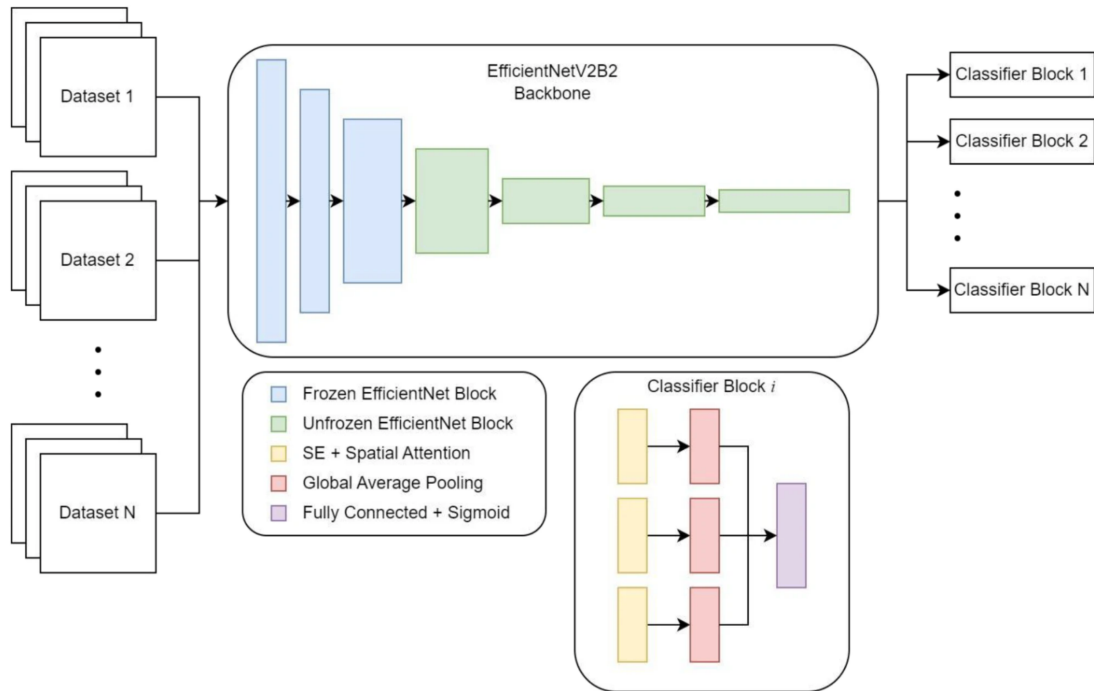 Dataset 1
Dataset 2
Dataset N
EfficientNetV2B2
Backbone
Classifier Block 1
Classifier Block 2
Classifier Block N
Frozen EfficientNet Block
Unfrozen EfficientNet Block
SE + Spatial Attention
Global Average Pooling
Fully Connected + Sigmoid
Classifier Block i